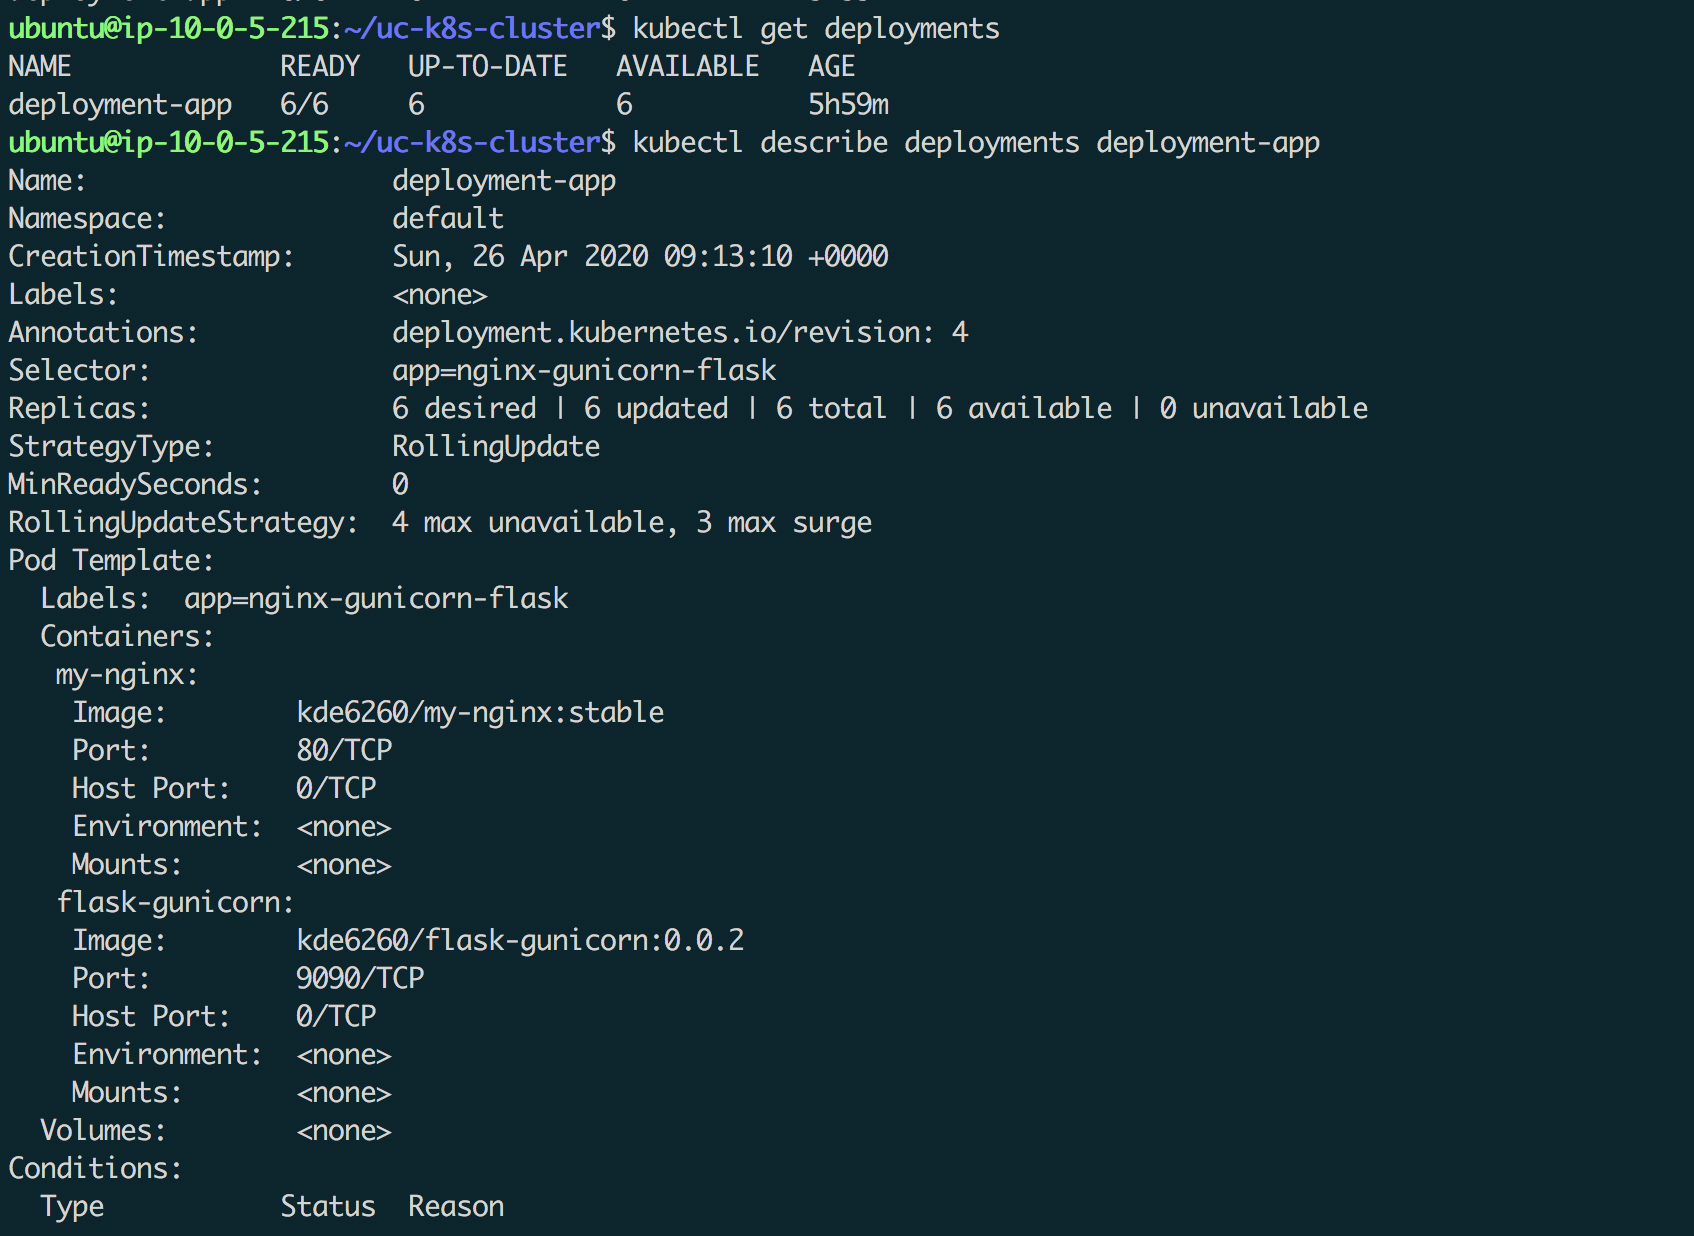 ubuntu@ip-10-0-5-215:~/uc-k8s-cluster$ kubectl get deployments
NAME             READY   UP-TO-DATE   AVAILABLE   AGE
deployment-app   6/6     6            6           5h59m
ubuntu@ip-10-0-5-215:~/uc-k8s-cluster$ kubectl describe deployments deployment-app
Name:                   deployment-app
Namespace:              default
CreationTimestamp:      Sun, 26 Apr 2020 09:13:10 +0000
Labels:                 <none>
Annotations:            deployment.kubernetes.io/revision: 4
Selector:               app=nginx-gunicorn-flask
Replicas:               6 desired | 6 updated | 6 total | 6 available | 0 unavailable
StrategyType:           RollingUpdate
MinReadySeconds:        0
RollingUpdateStrategy:  4 max unavailable, 3 max surge
Pod Template:
  Labels:  app=nginx-gunicorn-flask
  Containers:
   my-nginx:
    Image:        kde6260/my-nginx:stable
    Port:         80/TCP
    Host Port:    0/TCP
    Environment:  <none>
    Mounts:       <none>
   flask-gunicorn:
    Image:        kde6260/flask-gunicorn:0.0.2
    Port:         9090/TCP
    Host Port:    0/TCP
    Environment:  <none>
    Mounts:       <none>
  Volumes:        <none>
Conditions:
  Type           Status  Reason